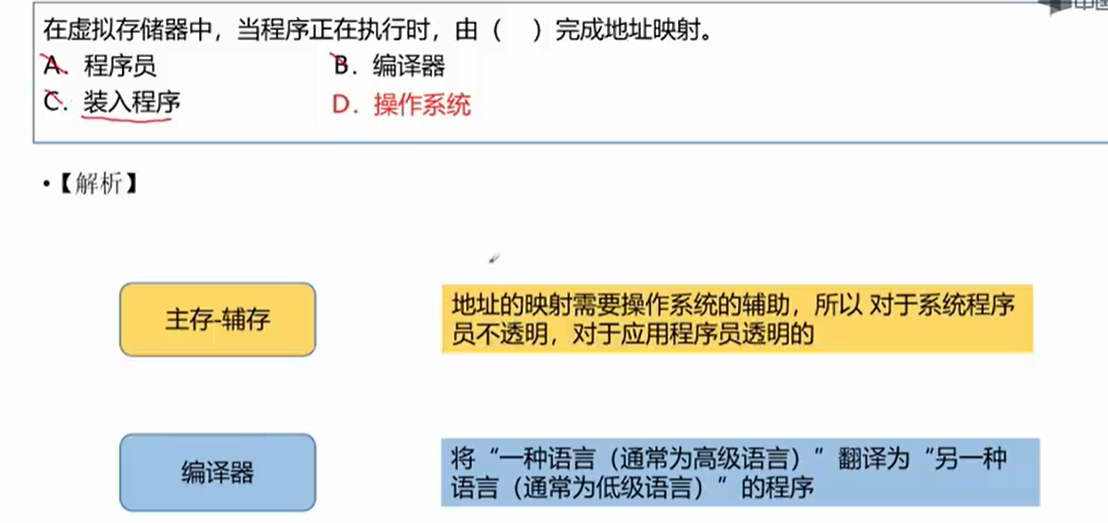 在虚拟存储器中，当程序正在执行时，由（ ）完成地址映射。
A. 程序员 B. 编译器
C. 装入程序 D. 操作系统
•【解析】
主存-辅存
地址的映射需要操作系统的辅助，所以 对于系统程序
员不透明，对于应用程序员透明的
编译器
将“一种语言（通常为高级语言）”翻译为“另一种
语言（通常为低级语言）”的程序